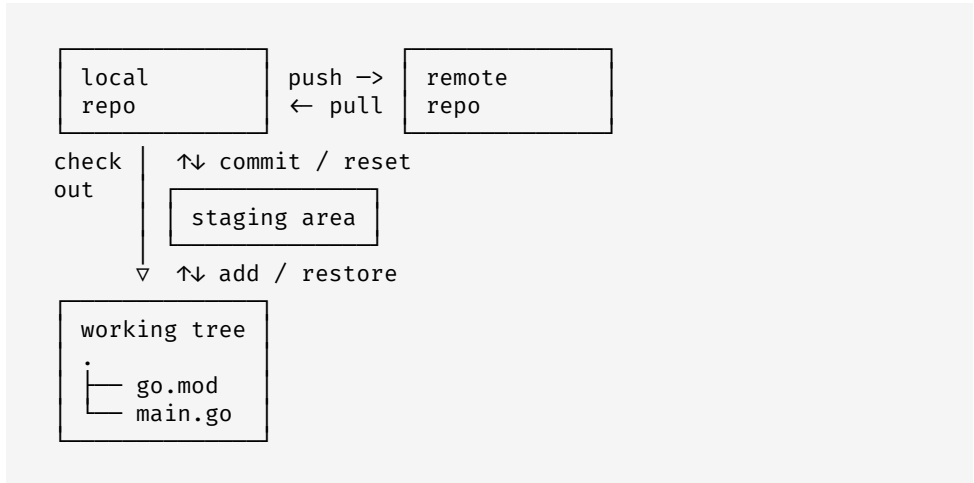 local push —> remote
repo <— pull repo
check ↑↓ commit / reset
out
staging area
▽ ↑↓ add / restore
working tree
.
├── go.mod
└── main.go